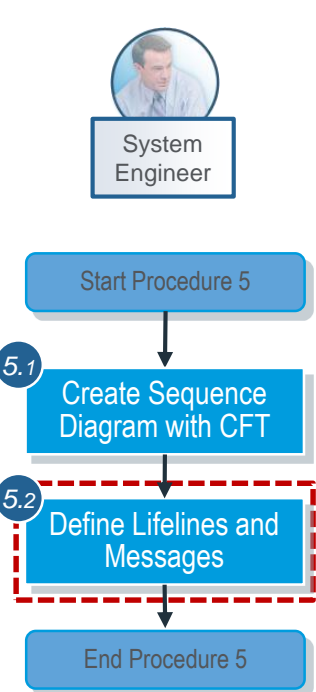 System
Engineer
Start Procedure 5
5.1
Create Sequence
Diagram with CFT
5.2
Define Lifelines and
Messages
End Procedure 5